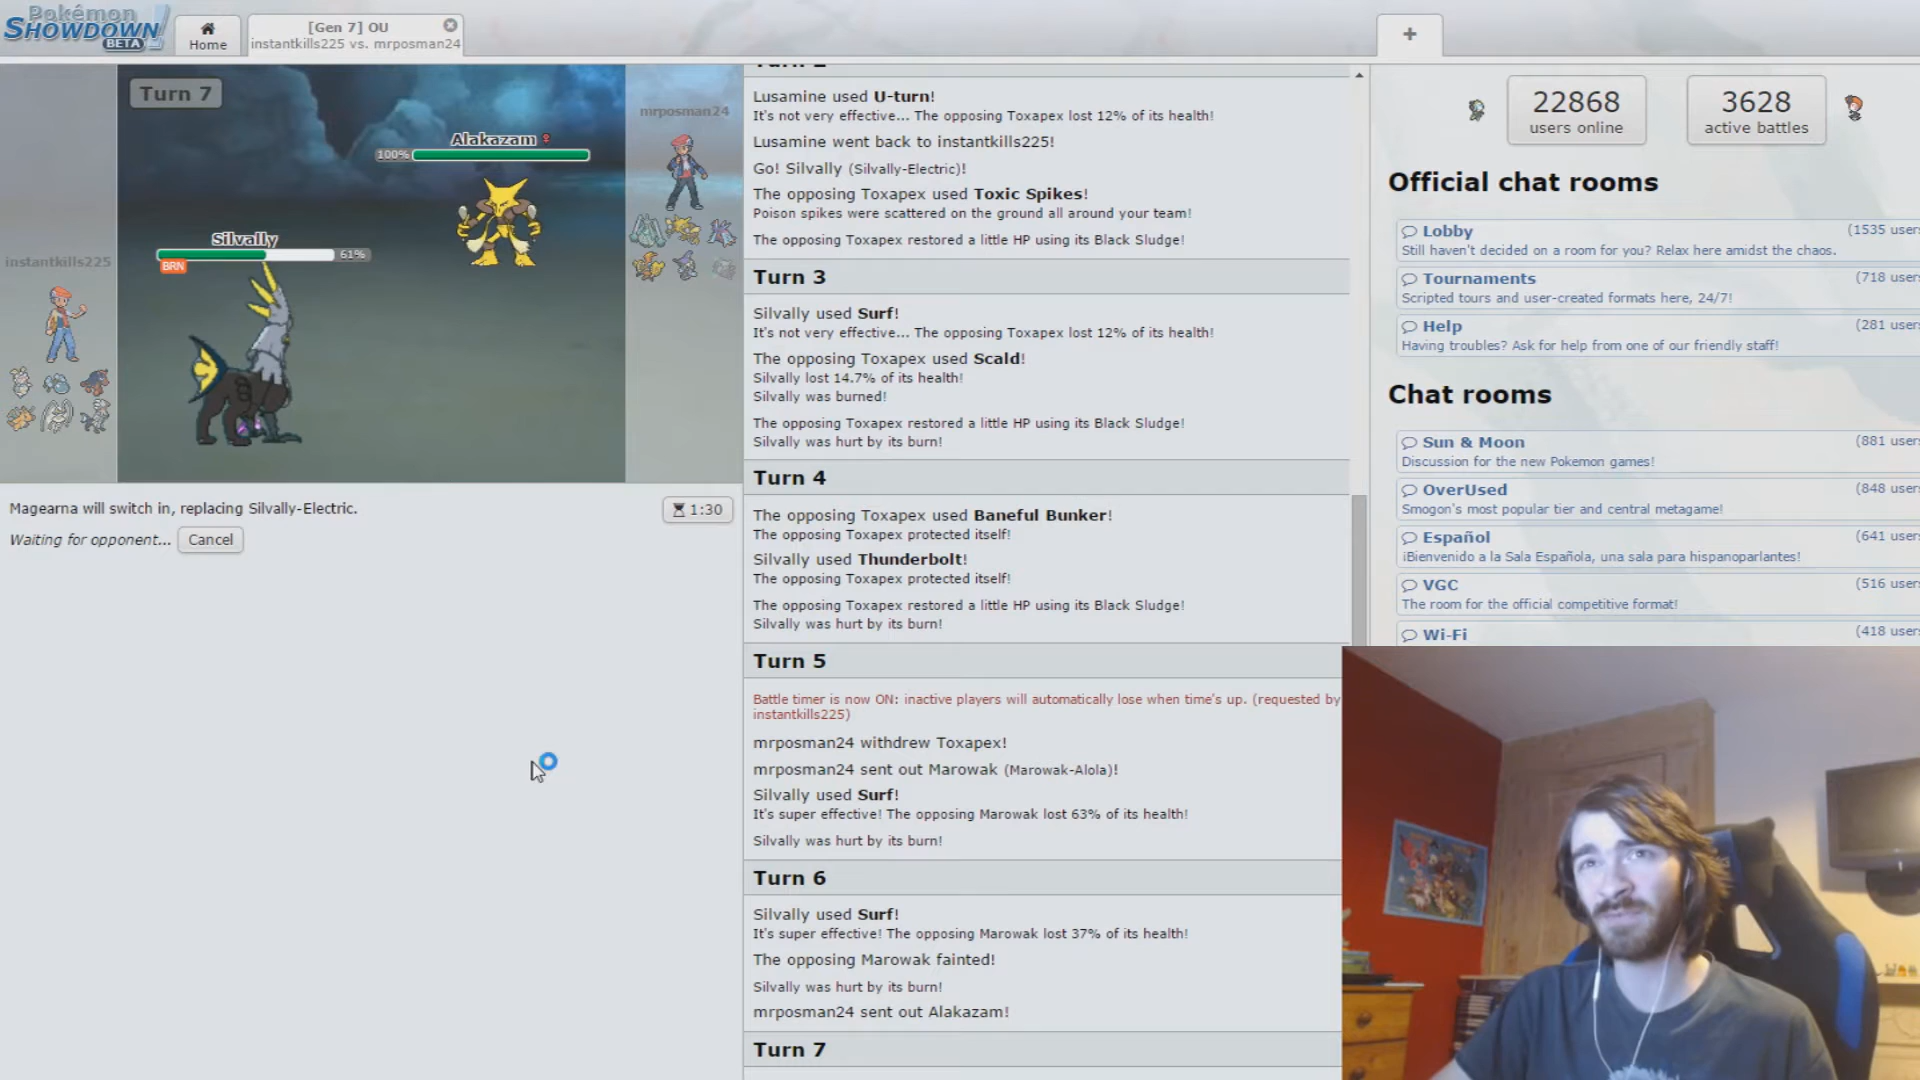 Pokémon
SHOWDOWN!
BETA
Home
[Gen 7] OU
instantkills225 vs. mrposman24
+
Turn 7
mrposman24
Alakazam
100%
Silvally
61%
BRN
instantkills225
Magearna will switch in, replacing Silvally-Electric.
1:30
Waiting for opponent...
Cancel
Lusamine used U-turn!
It's not very effective... The opposing Toxapex lost 12% of its health!
Lusamine went back to instantkills225!
Go! Silvally (Silvally-Electric)!
The opposing Toxapex used Toxic Spikes!
Poison spikes were scattered on the ground all around your team!
The opposing Toxapex restored a little HP using its Black Sludge!
Turn 3
Silvally used Surf!
It's not very effective... The opposing Toxapex lost 12% of its health!
The opposing Toxapex used Scald!
Silvally lost 14.7% of its health!
Silvally was burned!
The opposing Toxapex restored a little HP using its Black Sludge!
Silvally was hurt by its burn!
Turn 4
The opposing Toxapex used Baneful Bunker!
The opposing Toxapex protected itself!
Silvally used Thunderbolt!
The opposing Toxapex protected itself!
The opposing Toxapex restored a little HP using its Black Sludge!
Silvally was hurt by its burn!
Turn 5
Battle timer is now ON: inactive players will automatically lose when time's up. (requested by
instantkills225)
mrposman24 withdrew Toxapex!
mrposman24 sent out Marowak (Marowak-Alola)!
Silvally used Surf!
It's super effective! The opposing Marowak lost 63% of its health!
Silvally was hurt by its burn!
Turn 6
Silvally used Surf!
It's super effective! The opposing Marowak lost 37% of its health!
The opposing Marowak fainted!
Silvally was hurt by its burn!
mrposman24 sent out Alakazam!
Turn 7
22868
users online
3628
active battles
Official chat rooms
Lobby (1535 users
Still haven't decided on a room for you? Relax here amidst the chaos.
Tournaments (718 users
Scripted tours and user-created formats here, 24/7!
Help (281 users
Having troubles? Ask for help from one of our friendly staff!
Chat rooms
Sun & Moon (881 users
Discussion for the new Pokemon games!
OverUsed (848 users
Smogon's most popular tier and central metagame!
Español (641 users
¡Bienvenido a la Sala Española, una sala para hispanoparlantes!
VGC (516 users
The room for the official competitive format!
Wi-Fi (418 users